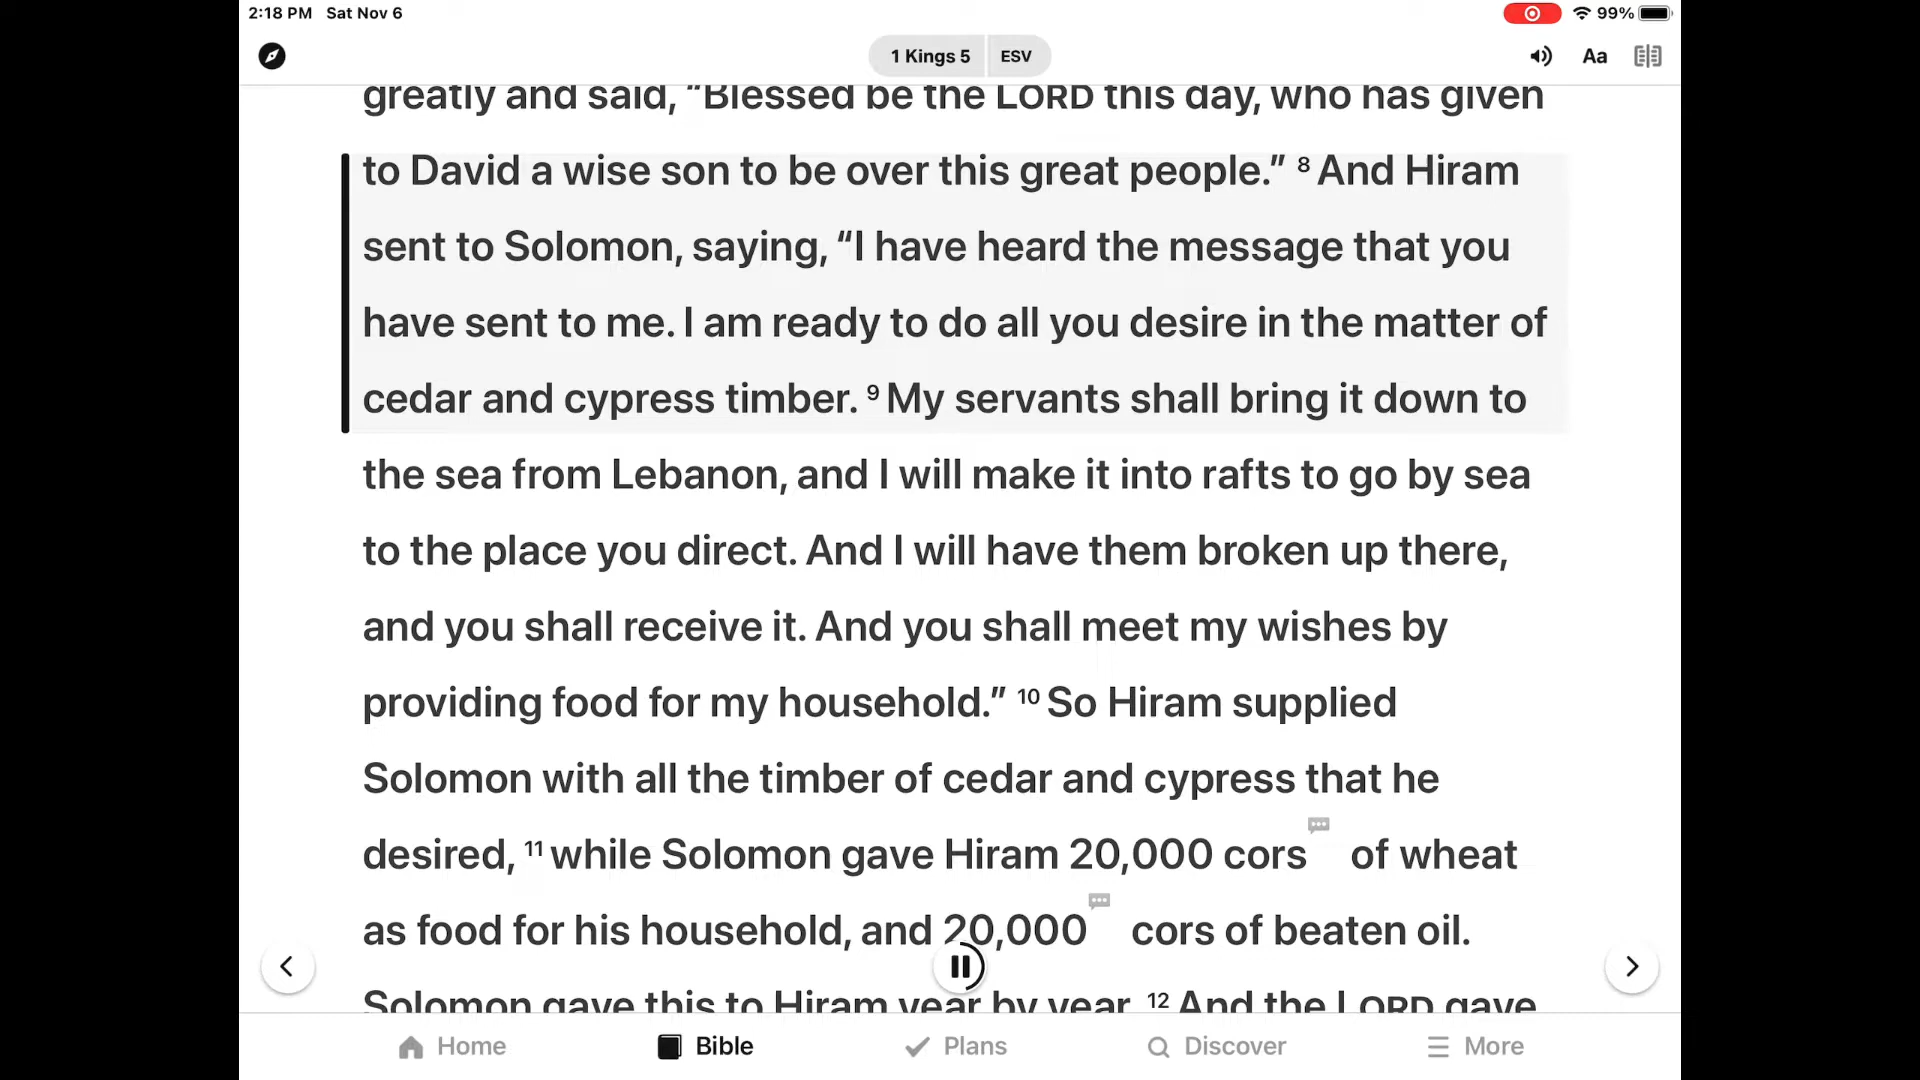 2:18 PM Sat Nov 6
99%
1 Kings 5 ESV
Aa
greatly and said, “Blessed be the LORD this day, who has given
to David a wise son to be over this great people.” 8 And Hiram
sent to Solomon, saying, “I have heard the message that you
have sent to me. I am ready to do all you desire in the matter of
cedar and cypress timber. 9 My servants shall bring it down to
the sea from Lebanon, and I will make it into rafts to go by sea
to the place you direct. And I will have them broken up there,
and you shall receive it. And you shall meet my wishes by
providing food for my household.” 10 So Hiram supplied
Solomon with all the timber of cedar and cypress that he
desired, 11 while Solomon gave Hiram 20,000 cors of wheat
as food for his household, and 20,000 cors of beaten oil.
Solomon gave this to Hiram year by year. 12 And the LORD gave
Home Bible Plans Discover More